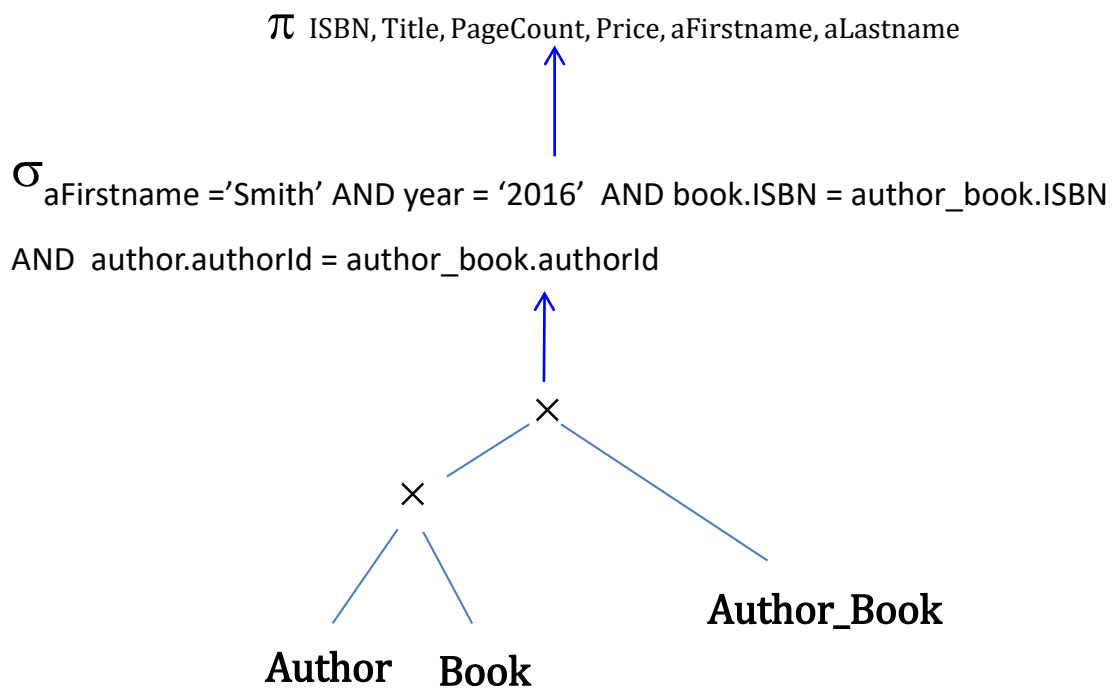 π ISBN, Title, PageCount, Price, aFirstname, aLastname
σ aFirstname =’Smith’ AND year = ‘2016’ AND book.ISBN = author_book.ISBN
AND author.authorId = author_book.authorId
×
×
Author_Book
Author Book